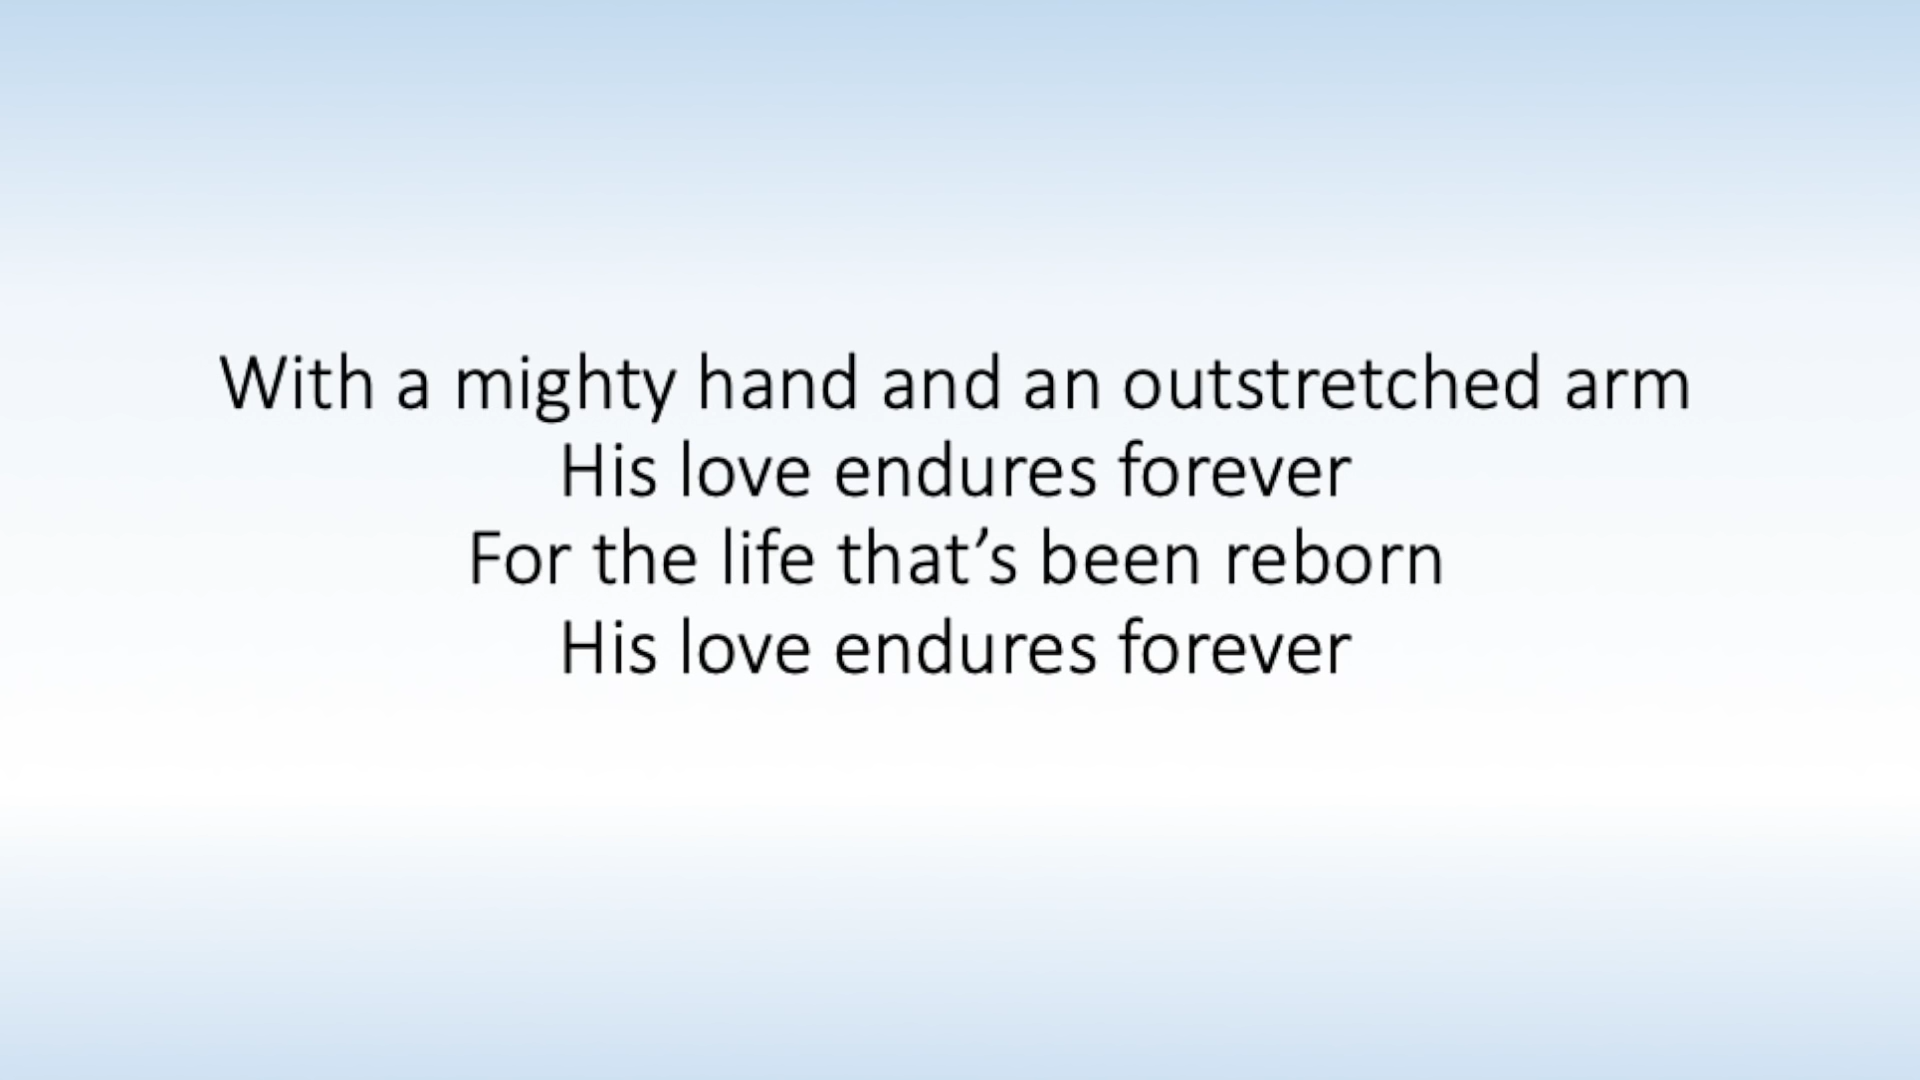 With a mighty hand and an outstretched arm
His love endures forever
For the life that’s been reborn
His love endures forever